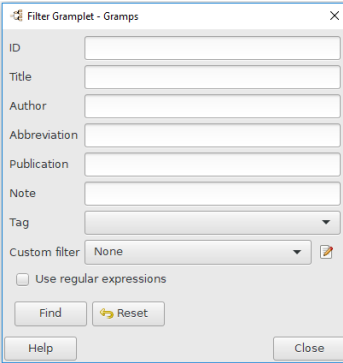 Filter Gramplet - Gramps
ID
Title
Author
Abbreviation
Publication
Note
Tag
Custom filter None
Use regular expressions
Find Reset
Help Close